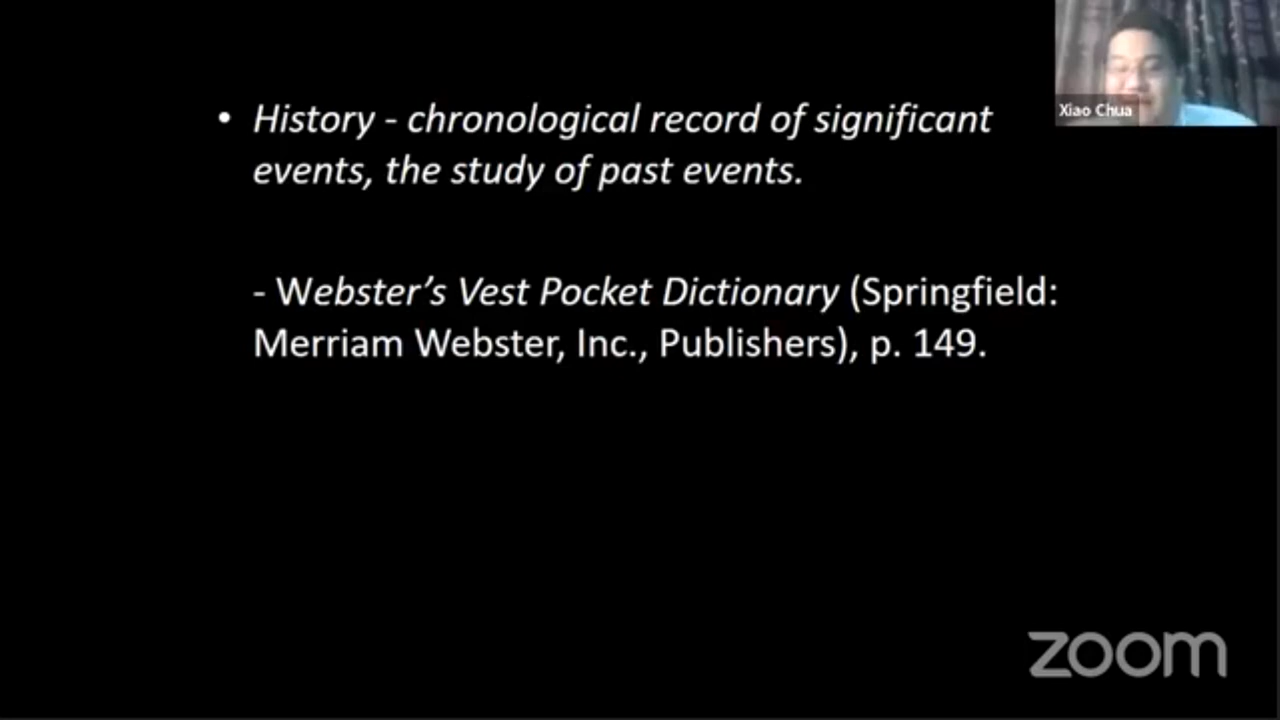 Xiao Chua
• History - chronological record of significant
events, the study of past events.
- Webster’s Vest Pocket Dictionary (Springfield:
Merriam Webster, Inc., Publishers), p. 149.
zoom